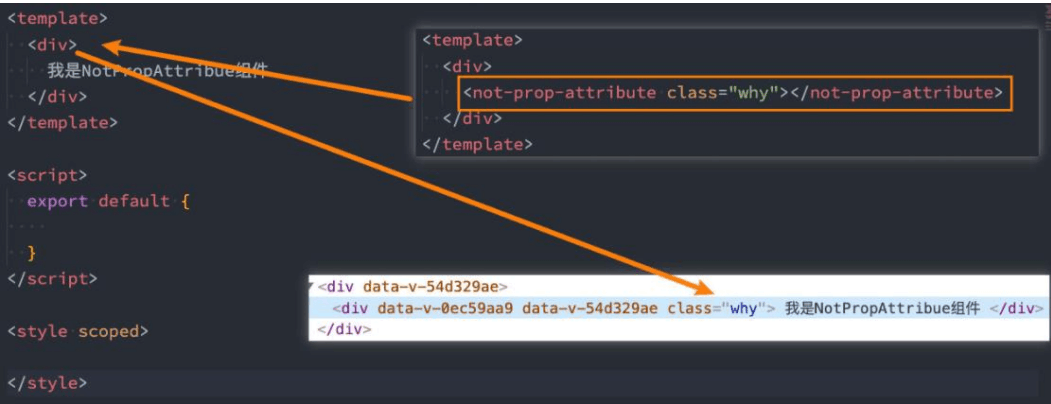 <template>
<div>
我是NotPropAttribue组件
</div>
</template>
<script>
export default {
}
</script>
<style scoped>
</style>
<template>
<div>
<not-prop-attribute class="why"></not-prop-attribute>
</div>
</template>
<div data-v-54d329ae>
<div data-v-0ec59aa9 data-v-54d329ae class="why"> 我是NotPropAttribue组件 </div>
</div>